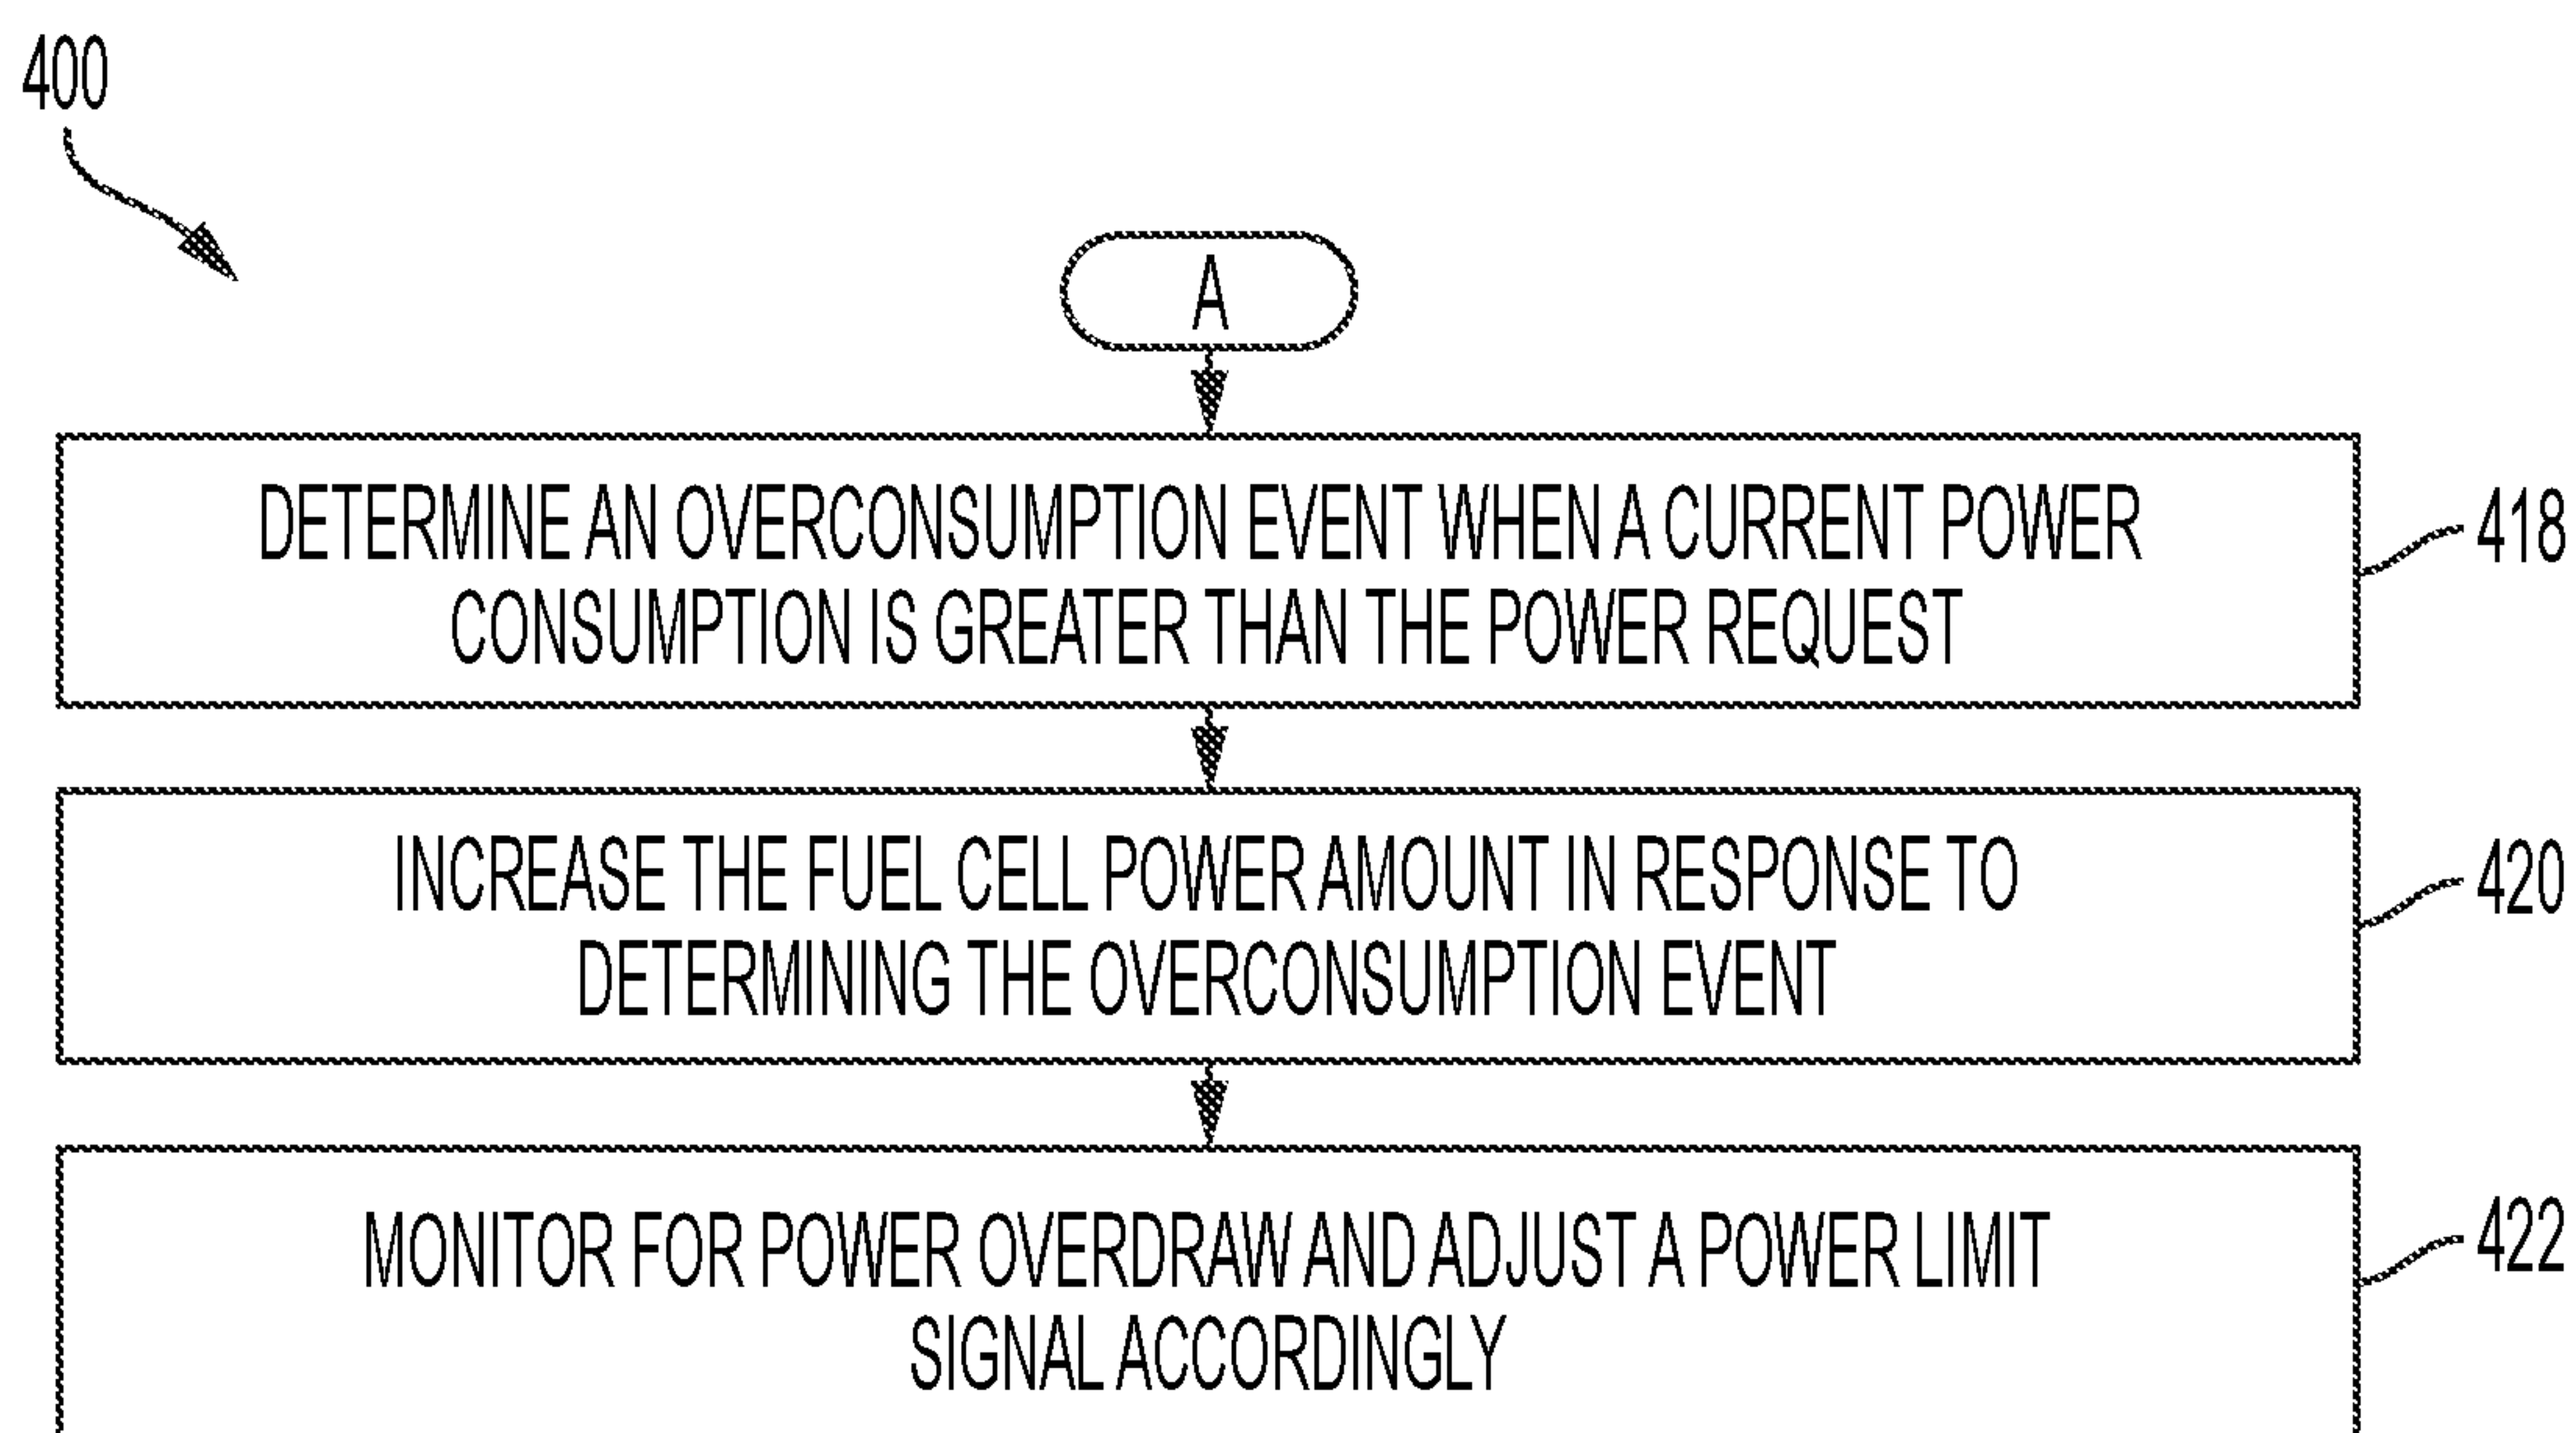 400
A
DETERMINE AN OVERCONSUMPTION EVENT WHEN A CURRENT POWER
CONSUMPTION IS GREATER THAN THE POWER REQUEST
418
INCREASE THE FUEL CELL POWER AMOUNT IN RESPONSE TO
DETERMINING THE OVERCONSUMPTION EVENT
420
MONITOR FOR POWER OVERDRAW AND ADJUST A POWER LIMIT
SIGNAL ACCORDINGLY
422